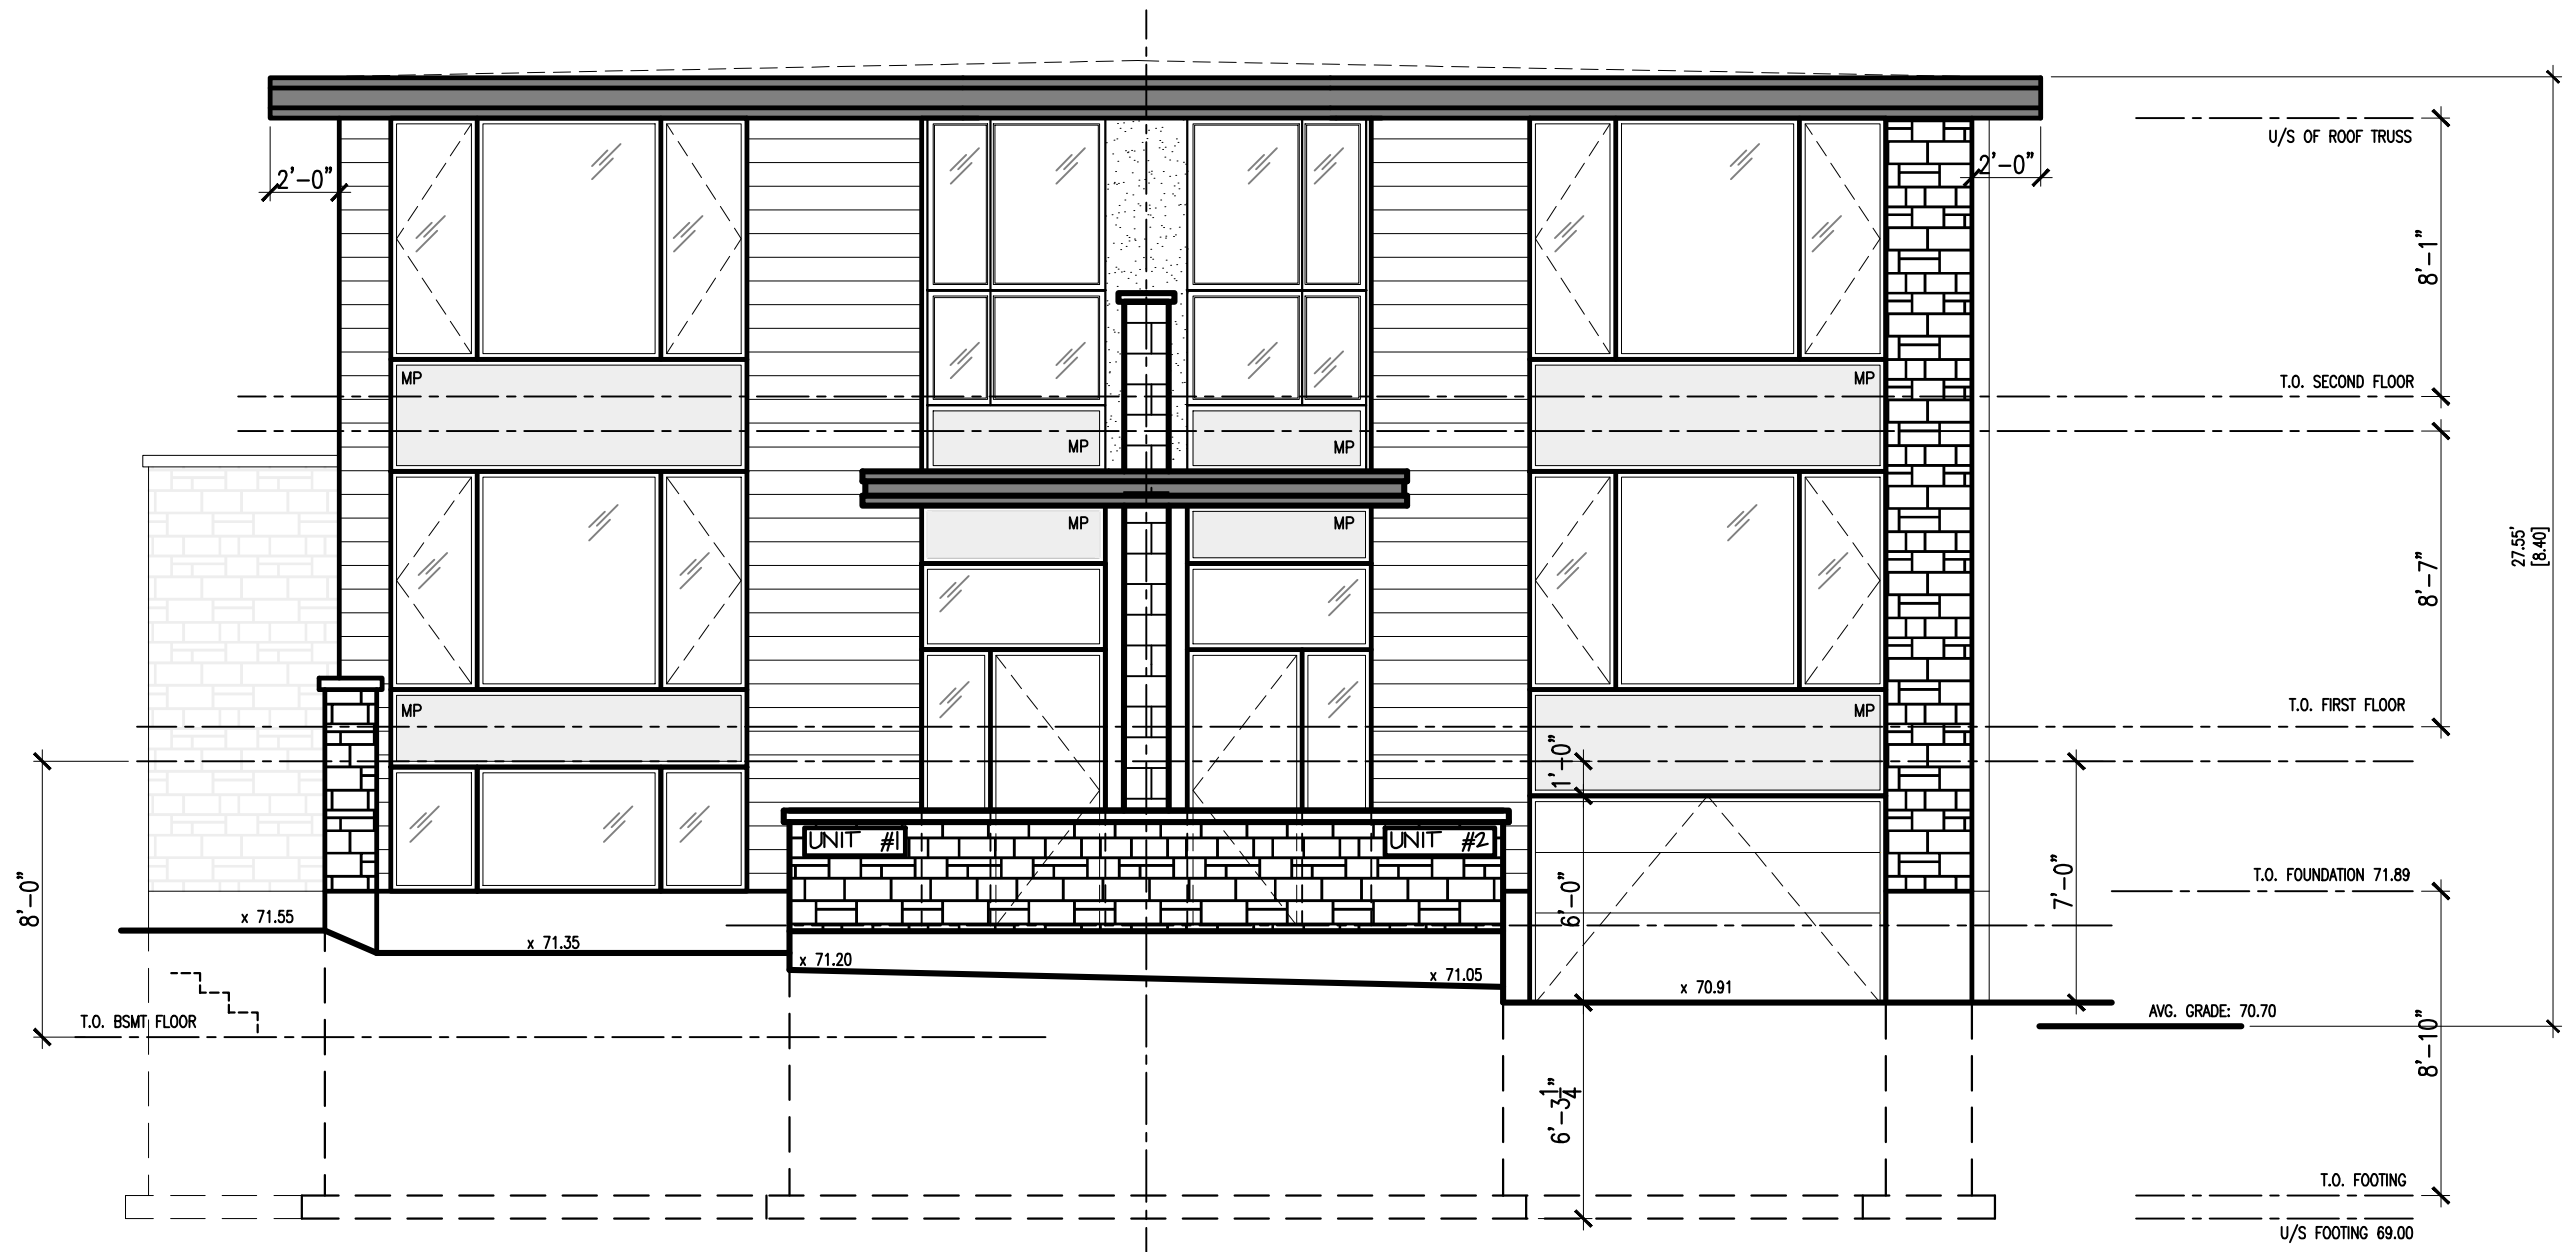 U/S OF ROOF TRUSS
2'-0"
2'-0"
8'-1"
MP
MP
T.O. SECOND FLOOR
MP
MP
MP
MP
27.55'
[8.40]
8'-7"
MP
MP
T.O. FIRST FLOOR
1'-0"
UNIT #1
UNIT #2
8'-0"
6'-0"
7'-0"
T.O. FOUNDATION 71.89
x 71.55
x 71.35
x 71.20
x 71.05
x 70.91
T.O. BSMT FLOOR
AVG. GRADE: 70.70
8'-10"
6'-3 1/4"
T.O. FOOTING
U/S FOOTING 69.00